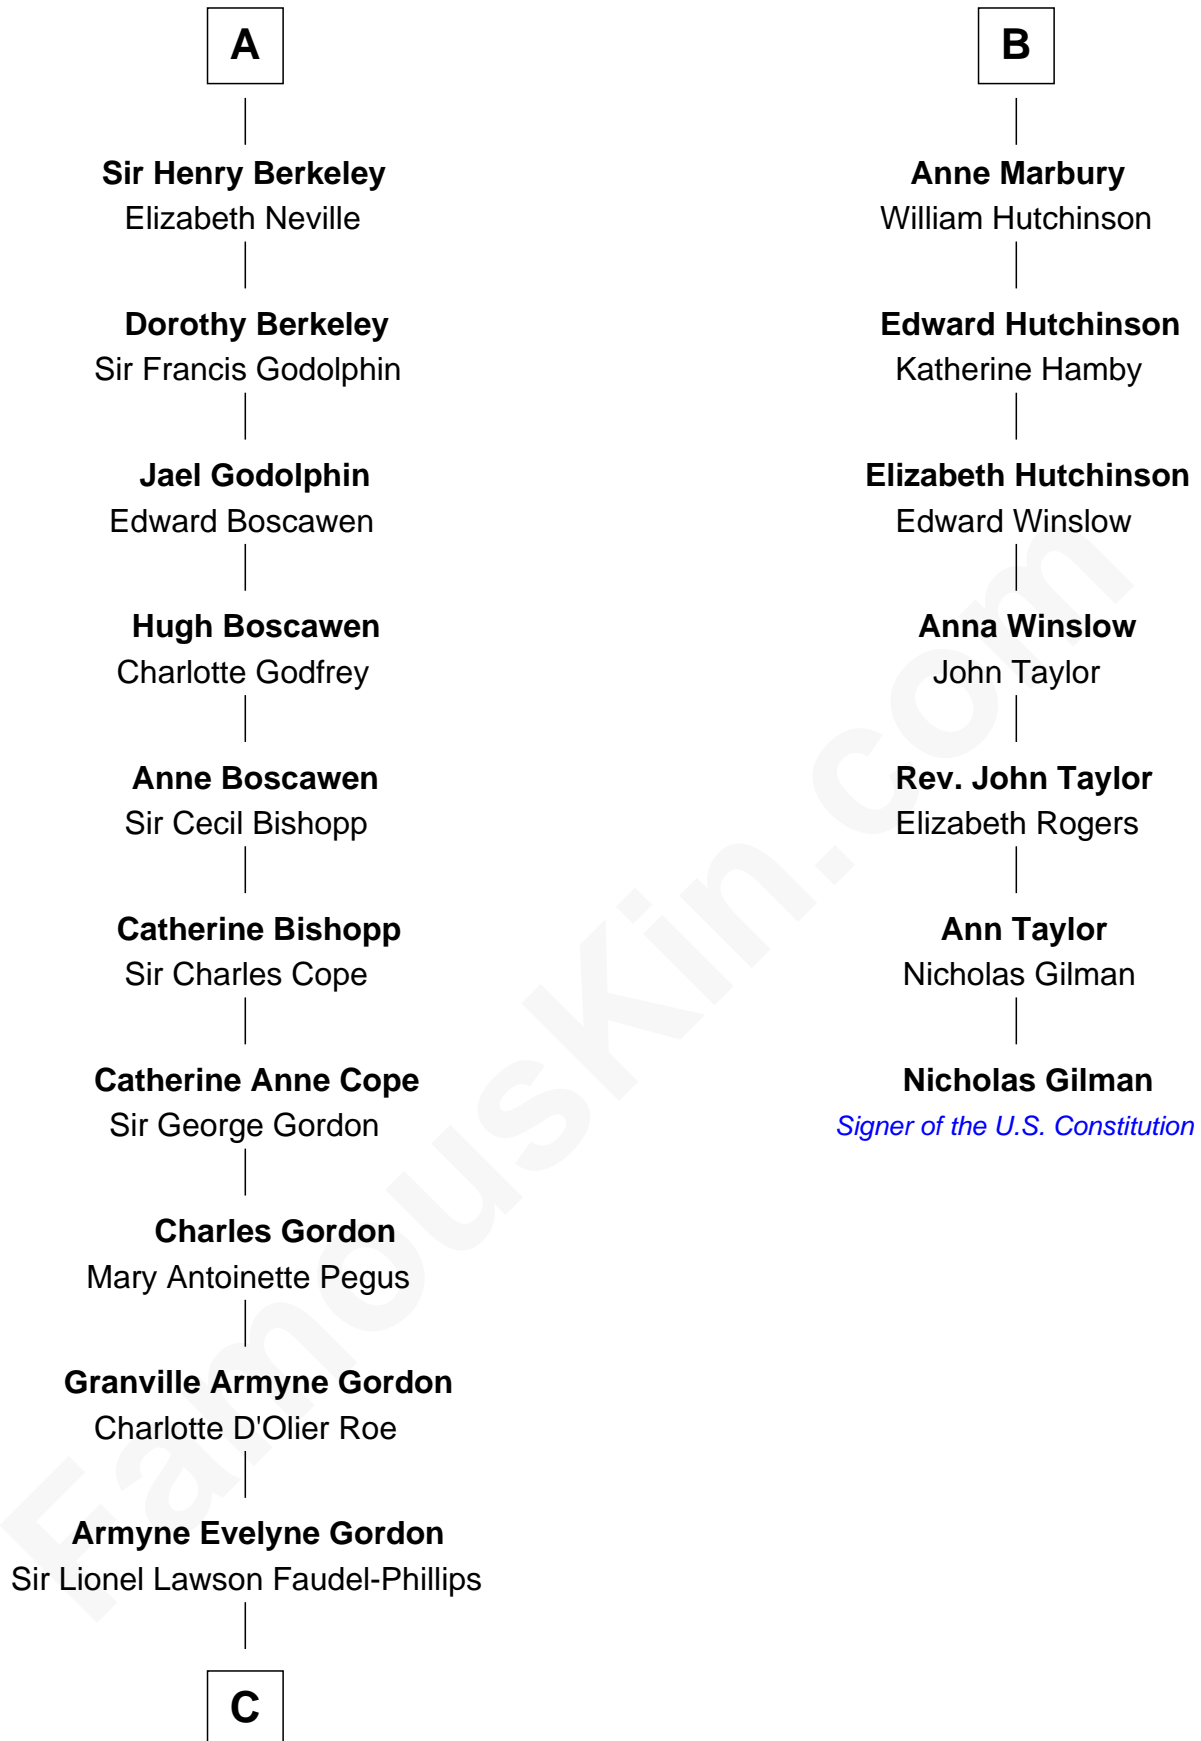 A
Sir Henry Berkeley
Elizabeth Neville
Dorothy Berkeley
Sir Francis Godolphin
Jael Godolphin
Edward Boscawen
Hugh Boscawen
Charlotte Godfrey
Anne Boscawen
Sir Cecil Bishopp
Catherine Bishopp
Sir Charles Cope
Catherine Anne Cope
Sir George Gordon
Charles Gordon
Mary Antoinette Pegus
Granville Armyne Gordon
Charlotte D'Olier Roe
Armyne Evelyne Gordon
Sir Lionel Lawson Faudel-Phillips
C
B
Anne Marbury
William Hutchinson
Edward Hutchinson
Katherine Hamby
Elizabeth Hutchinson
Edward Winslow
Anna Winslow
John Taylor
Rev. John Taylor
Elizabeth Rogers
Ann Taylor
Nicholas Gilman
Nicholas Gilman
Signer of the U.S. Constitution
FamousKin.com